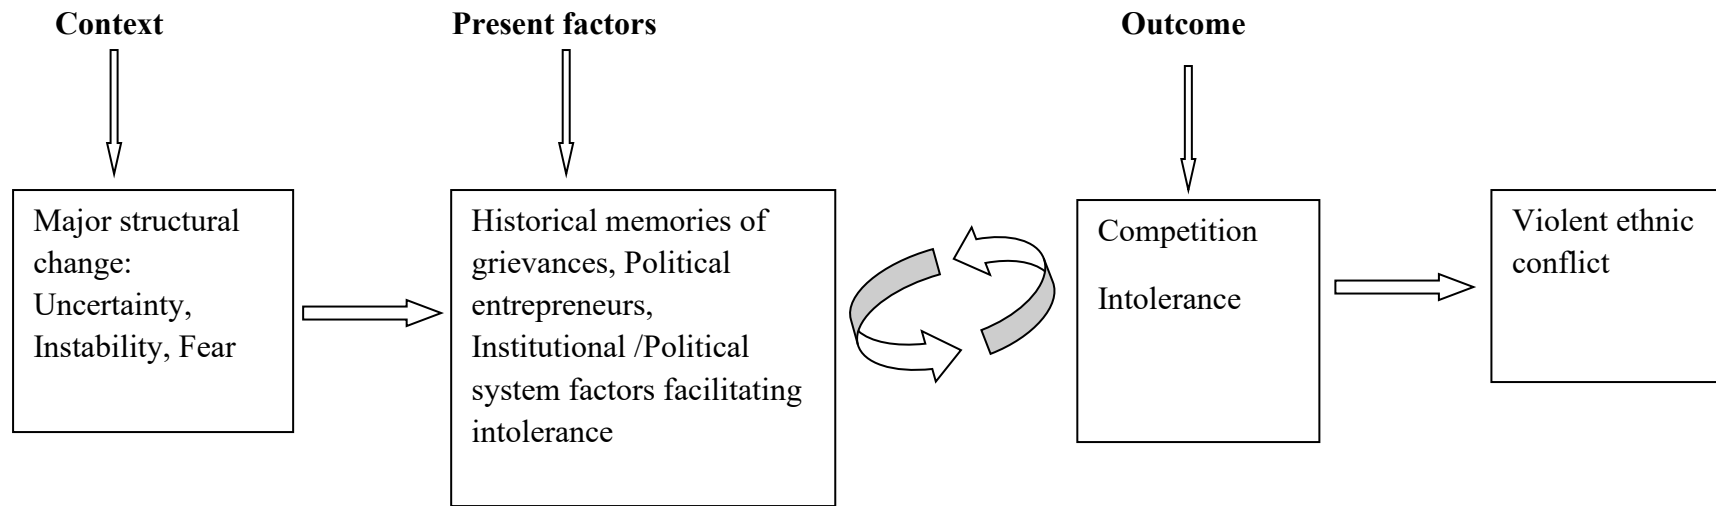 Context
Present factors
Outcome
Major structural
change:
Uncertainty,
Instability, Fear
Historical memories of
grievances, Political
entrepreneurs,
Institutional /Political
system factors facilitating
intolerance
Competition
Intolerance
Violent ethnic
conflict